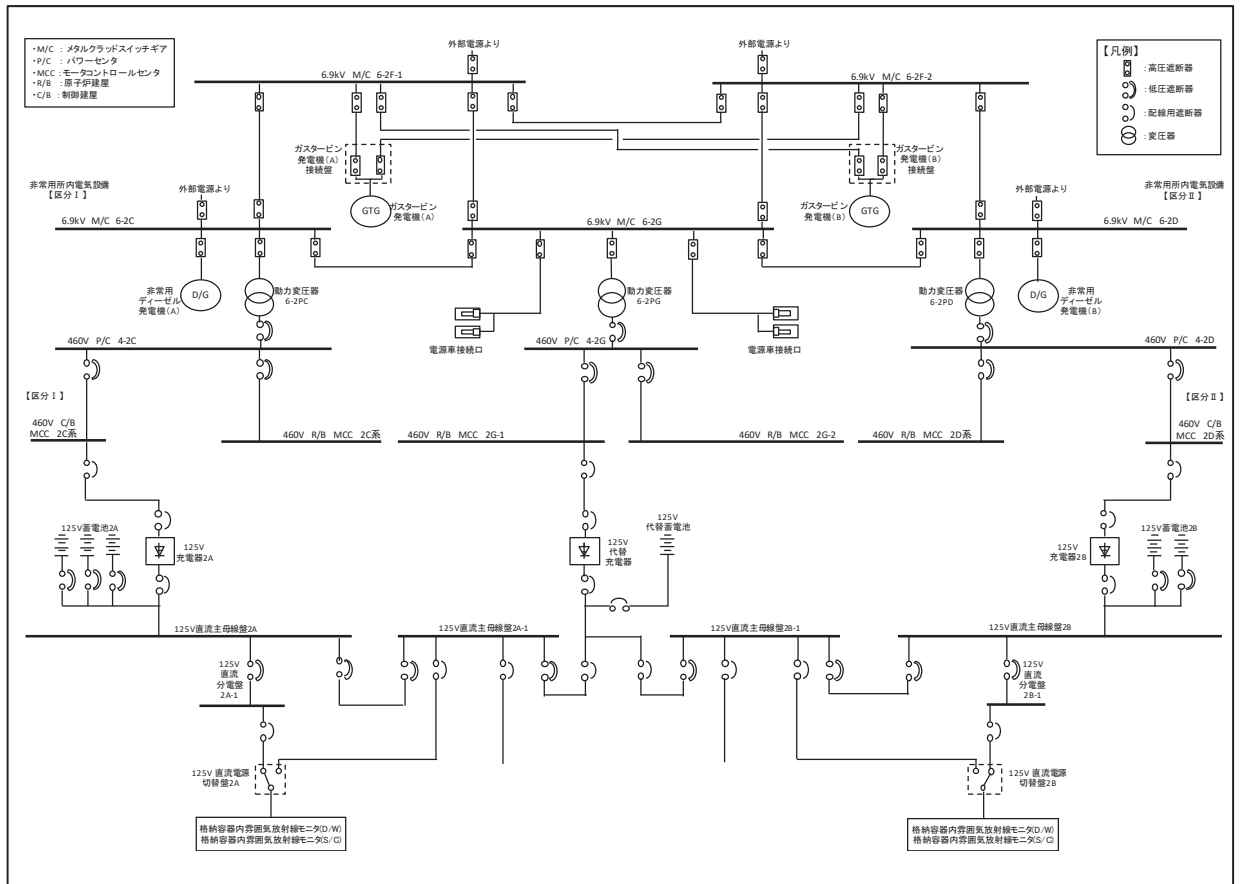 ・M/C : メタルクラッドスイッチギア
・P/C : パワーセンタ
・MCC : モータコントロールセンタ
・R/B : 原子炉建屋
・C/B : 制御建屋
外部電源より
外部電源より
【凡例】
:高圧遮断器
:低圧遮断器
:配線用遮断器
:変圧器
6.9kV M/C 6-2F-1
6.9kV M/C 6-2F-2
ガスタービン
発電機(A)
接続盤
ガスタービン
発電機(B)
接続盤
非常用所内電気設備
【区分Ⅰ】
外部電源より
GTG
ガスタービン
発電機(A)
ガスタービン
発電機(B)
GTG
外部電源より
非常用所内電気設備
【区分Ⅱ】
6.9kV M/C 6-2C
6.9kV M/C 6-2G
6.9kV M/C 6-2D
非常用
ディーゼル
発電機(A)
D/G
動力変圧器
6-2PC
動力変圧器
6-2PG
動力変圧器
6-2PD
D/G
非常用
ディーゼル
発電機(B)
電源車接続口
電源車接続口
460V P/C 4-2C
460V P/C 4-2G
460V P/C 4-2D
【区分Ⅰ】
【区分Ⅱ】
460V C/B
MCC 2C系
460V R/B MCC 2C系
460V R/B MCC 2G-1
460V R/B MCC 2G-2
460V R/B MCC 2D系
460V C/B
MCC 2D系
125V蓄電池2A
125V
充電器2A
125V
代替
充電器
125V
代替蓄電池
125V
充電器2B
125V蓄電池2B
125V直流主母線盤2A
125V直流主母線盤2A-1
125V直流主母線盤2B-1
125V直流主母線盤2B
125V
直流
分電盤
2A-1
125V
直流
分電盤
2B-1
125V 直流電源
切替盤2A
125V 直流電源
切替盤2B
格納容器内雰囲気放射線モニタ(D/W)
格納容器内雰囲気放射線モニタ(S/C)
格納容器内雰囲気放射線モニタ(D/W)
格納容器内雰囲気放射線モニタ(S/C)